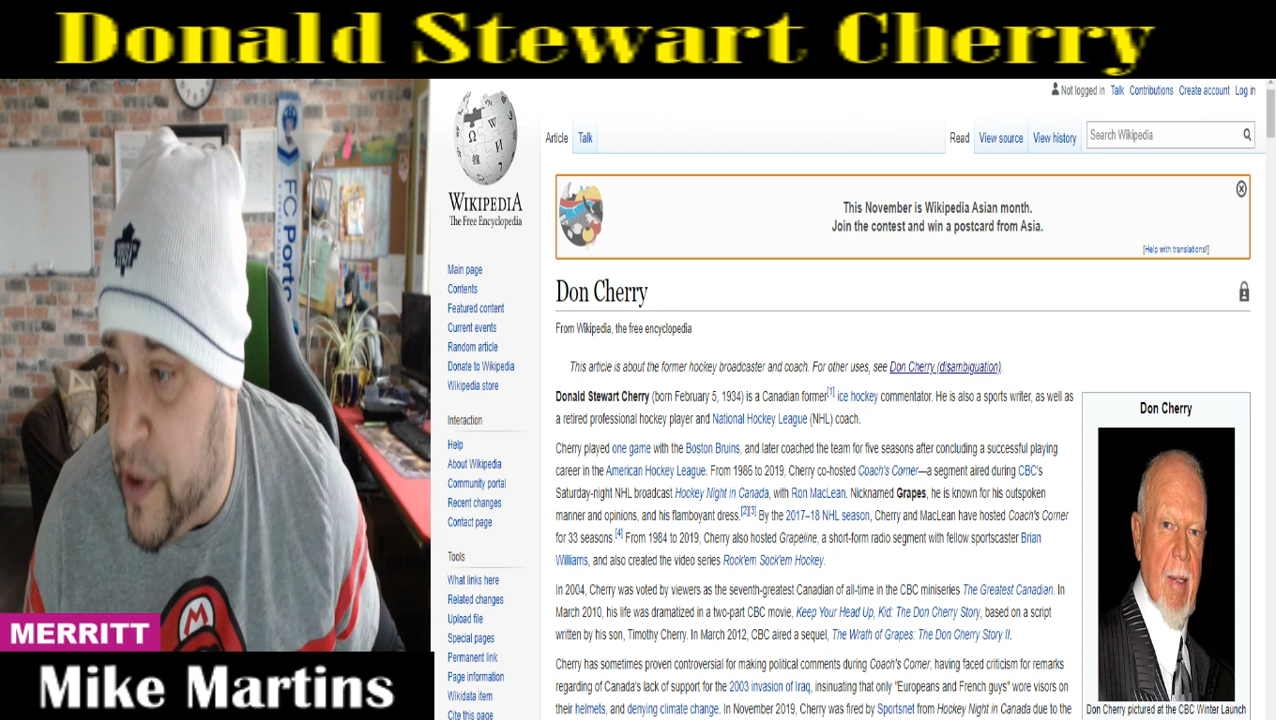 Donald Stewart Cherry
FC Porto
MERRITT
Mike Martins
WIKIPEDIA
The Free Encyclopedia
Main page
Contents
Featured content
Current events
Random article
Donate to Wikipedia
Wikipedia store
Interaction
Help
About Wikipedia
Community portal
Recent changes
Contact page
Tools
What links here
Related changes
Upload file
Special pages
Permanent link
Page information
Wikidata item
Cite this page
Not logged in Talk Contributions Create account Log in
Article Talk Read View source View history Search Wikipedia
This November is Wikipedia Asian month.
Join the contest and win a postcard from Asia.
[Help with translations!]
Don Cherry
From Wikipedia, the free encyclopedia
This article is about the former hockey broadcaster and coach. For other uses, see Don Cherry (disambiguation).
Donald Stewart Cherry (born February 5, 1934) is a Canadian former[1] ice hockey commentator. He is also a sports writer, as well as
a retired professional hockey player and National Hockey League (NHL) coach.
Cherry played one game with the Boston Bruins, and later coached the team for five seasons after concluding a successful playing
career in the American Hockey League. From 1986 to 2019, Cherry co-hosted Coach's Corner—a segment aired during CBC's
Saturday-night NHL broadcast Hockey Night in Canada, with Ron MacLean. Nicknamed Grapes, he is known for his outspoken
manner and opinions, and his flamboyant dress.[2][3] By the 2017–18 NHL season, Cherry and MacLean have hosted Coach's Corner
for 33 seasons.[4] From 1984 to 2019, Cherry also hosted Grapeline, a short-form radio segment with fellow sportscaster Brian
Williams, and also created the video series Rock'em Sock'em Hockey.
In 2004, Cherry was voted by viewers as the seventh-greatest Canadian of all-time in the CBC miniseries The Greatest Canadian. In
March 2010, his life was dramatized in a two-part CBC movie, Keep Your Head Up, Kid: The Don Cherry Story, based on a script
written by his son, Timothy Cherry. In March 2012, CBC aired a sequel, The Wrath of Grapes: The Don Cherry Story II.
Cherry has sometimes proven controversial for making political comments during Coach's Corner, having faced criticism for remarks
regarding of Canada's lack of support for the 2003 invasion of Iraq, insinuating that only "Europeans and French guys" wore visors on
their helmets, and denying climate change. In November 2019, Cherry was fired by Sportsnet from Hockey Night in Canada due to the
Don Cherry
Don Cherry pictured at the CBC Winter Launch